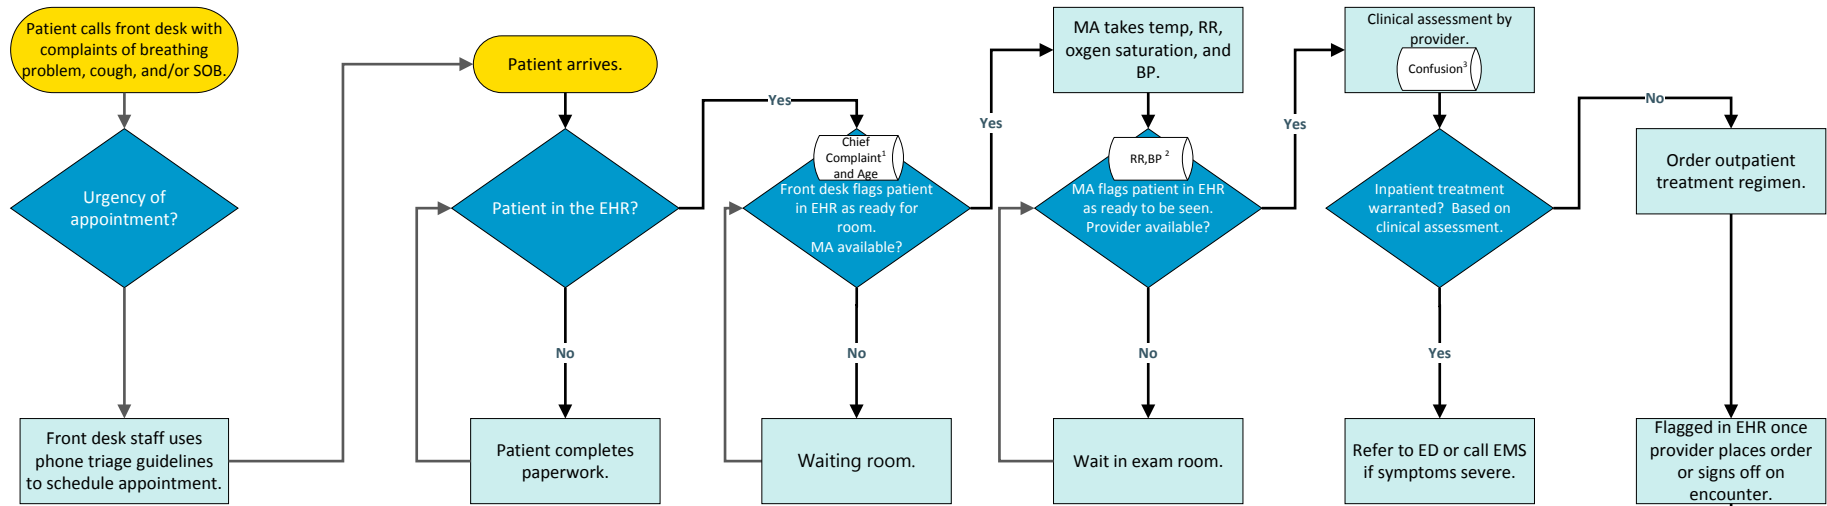 Patient calls front desk with
complaints of breathing
problem, cough, and/or SOB.
Urgency of
appointment?
Front desk staff uses
phone triage guidelines
to schedule appointment.
Patient arrives.
Patient in the EHR?
Yes
No
Patient completes
paperwork.
Chief
Complaint¹
and Age
Front desk flags patient
in EHR as ready for
room.
MA available?
Yes
No
Waiting room.
MA takes temp, RR,
oxgen saturation, and
BP.
RR,BP ²
MA flags patient in EHR
as ready to be seen.
Provider available?
Yes
No
Wait in exam room.
Clinical assessment by
provider.
Confusion³
Inpatient treatment
warranted?  Based on
clinical assessment.
No
Yes
Refer to ED or call EMS
if symptoms severe.
Order outpatient
treatment regimen.
Flagged in EHR once
provider places order
or signs off on
encounter.